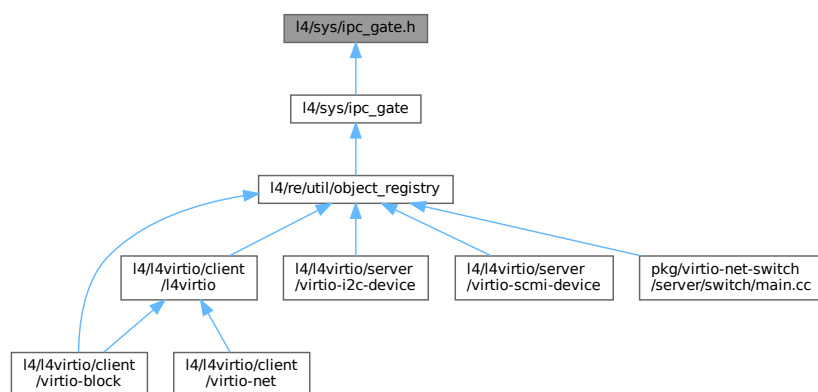 l4/sys/ipc_gate.h
l4/sys/ipc_gate
l4/re/util/object_registry
l4/l4virtio/client
/l4virtio
l4/l4virtio/server
/virtio-i2c-device
l4/l4virtio/server
/virtio-scmi-device
pkg/virtio-net-switch
/server/switch/main.cc
l4/l4virtio/client
/virtio-block
l4/l4virtio/client
/virtio-net